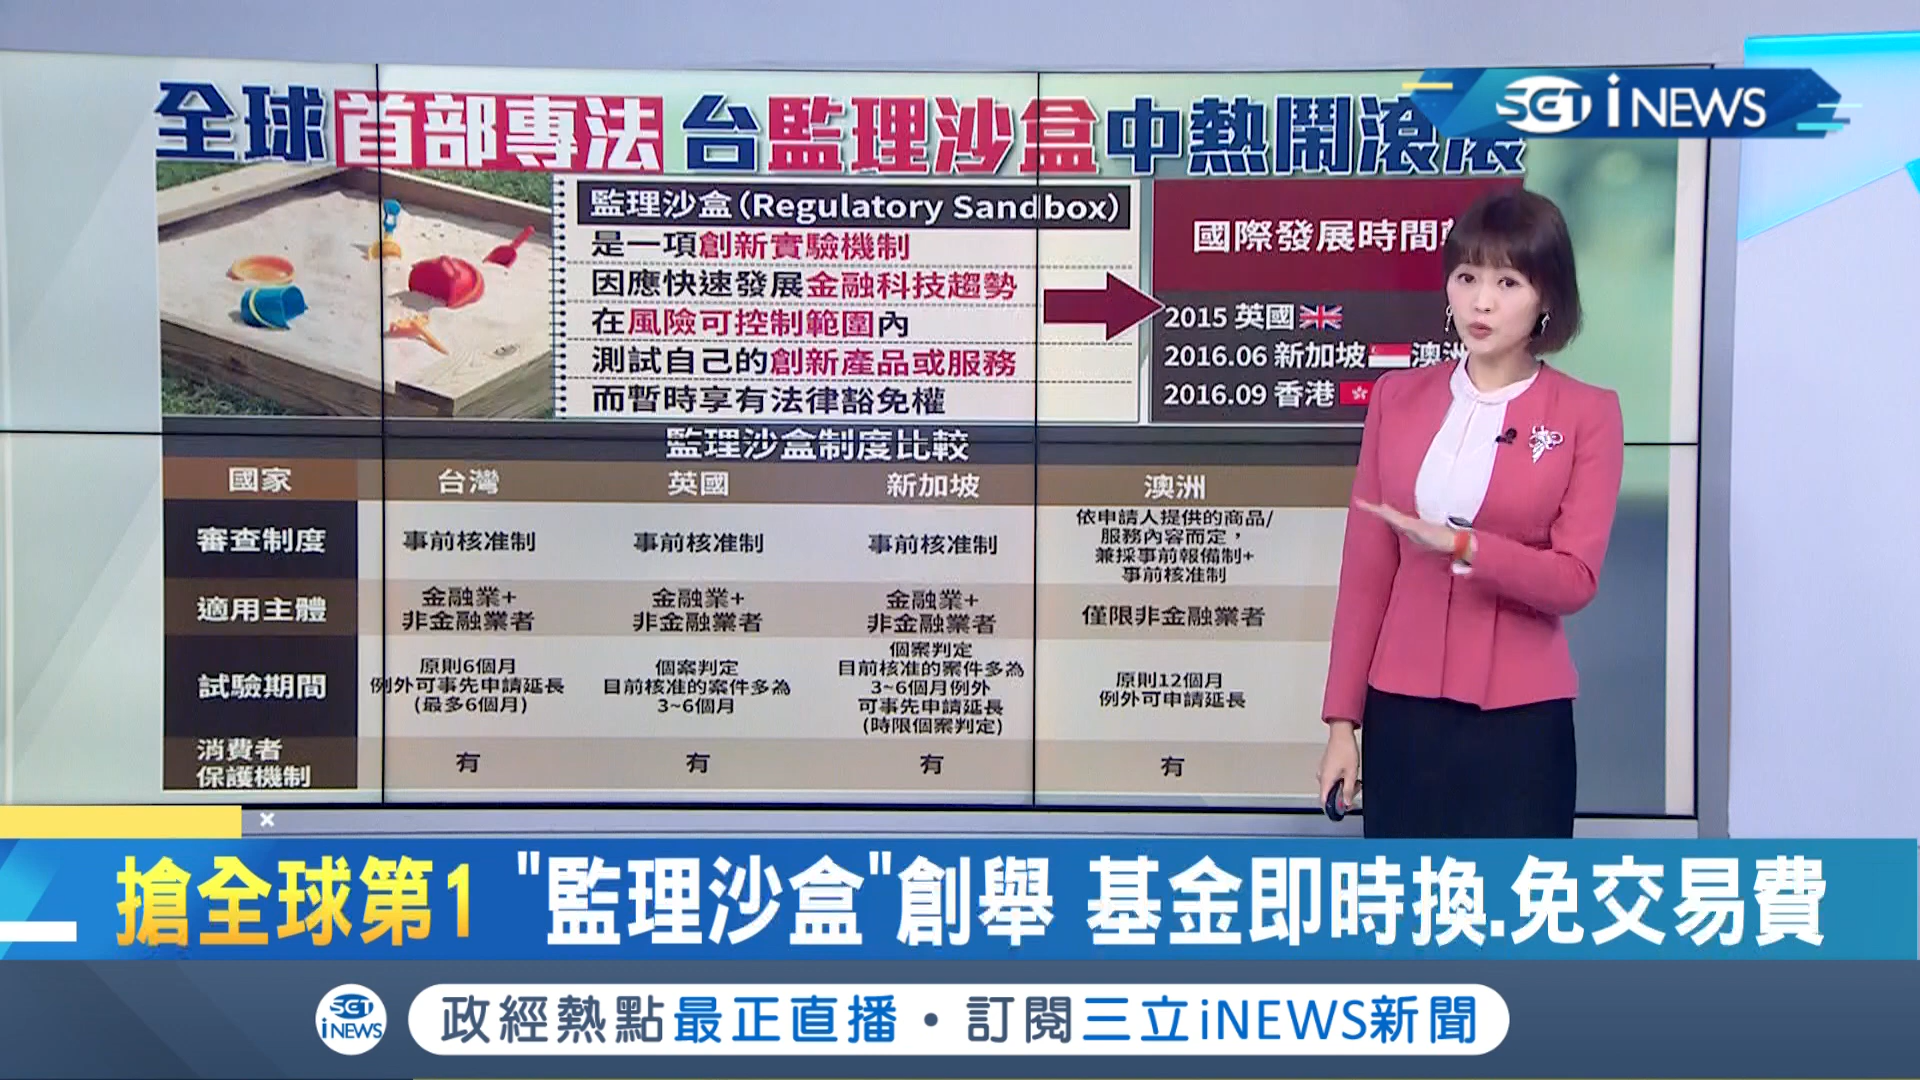 全球首部專法 台監理沙盒中熱鬧滾滾
SET iNEWS
監理沙盒(Regulatory Sandbox)
是一項創新實驗機制
因應快速發展金融科技趨勢
在風險可控制範圍內
測試自己的創新產品或服務
而暫時享有法律豁免權
國際發展時間
2015 英國
2016.06 新加坡 澳洲
2016.09 香港
監理沙盒制度比較
國家 台灣 英國 新加坡 澳洲
審查制度 事前核准制 事前核准制 事前核准制
依申請人提供的商品/
服務內容而定，
兼採事前報備制+
事前核准制
適用主體
金融業+
非金融業者
金融業+
非金融業者
金融業+
非金融業者
僅限非金融業者
試驗期間
原則6個月
例外可事先申請延長
(最多6個月)
個案判定
目前核准的案件多為
3~6個月
個案判定
目前核准的案件多為
3~6個月例外
可事先申請延長
(時限個案判定)
原則12個月
例外可申請延長
消費者
保護機制
有 有 有 有
搶全球第1 "監理沙盒"創舉 基金即時換.免交易費
SET iNEWS
政經熱點最正直播・訂閱三立iNEWS新聞